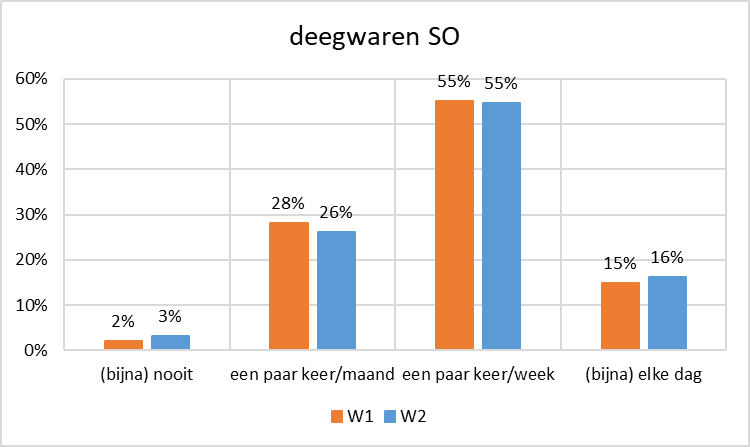 deegwaren SO
60%
50%
40%
30%
20%
10%
0%
2%
3%
28%
26%
55%
55%
15%
16%
(bijna) nooit
een paar keer/maand
een paar keer/week
(bijna) elke dag
W1
W2